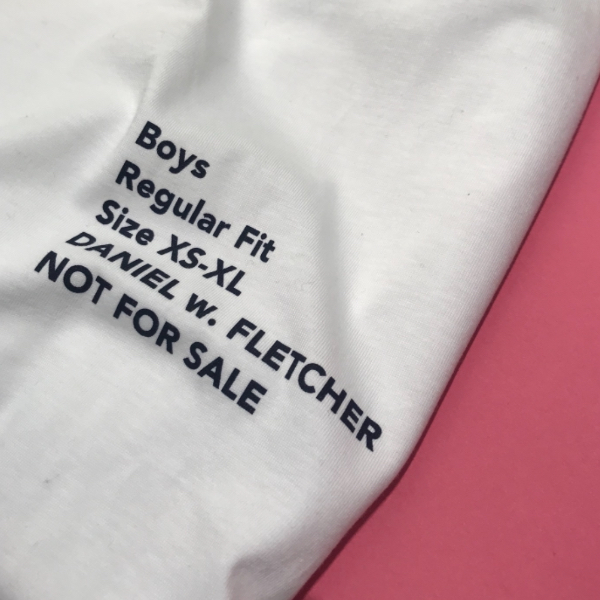 Boys
Regular Fit
Size XS-XL
DANIEL w. FLETCHER
NOT FOR SALE